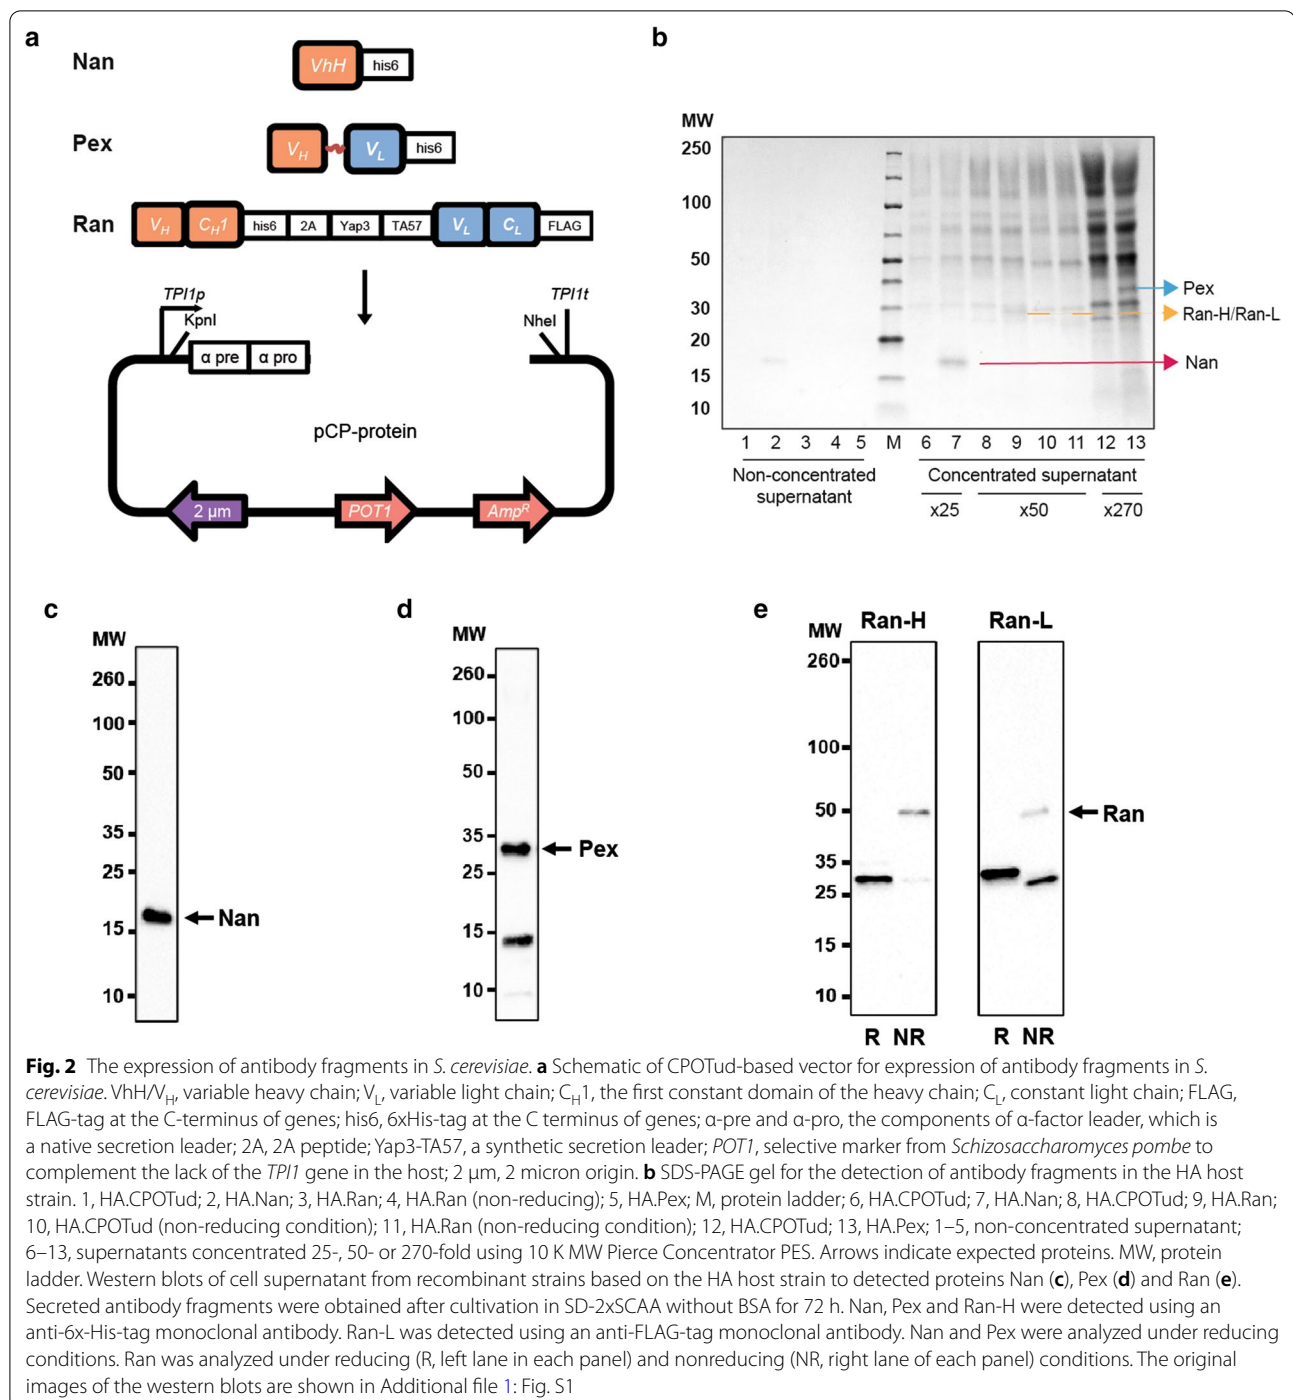 a
Nan
VhH
his6
Pex
V_H
V_L
his6
Ran
V_H
C_H1
his6
2A
Yap3
TA57
V_L
C_L
FLAG
TPI1p
KpnI
α pre
α pro
TPI1t
NheI
pCP-protein
2 µm
POT1
Amp^R
b
MW
250
100
50
30
20
15
10
Pex
Ran-H/Ran-L
Nan
1 2 3 4 5 M 6 7 8 9 10 11 12 13
Non-concentrated
supernatant
Concentrated supernatant
x25
x50
x270
c
MW
260
100
50
35
25
15
10
Nan
d
MW
260
100
50
35
25
15
10
Pex
e
Ran-H
Ran-L
MW
260
100
50
35
25
15
10
Ran
R NR
R NR
Fig. 2 The expression of antibody fragments in S. cerevisiae. a Schematic of CPOTud-based vector for expression of antibody fragments in S.
cerevisiae. VhH/V_H, variable heavy chain; V_L, variable light chain; C_H1, the first constant domain of the heavy chain; C_L, constant light chain; FLAG,
FLAG-tag at the C-terminus of genes; his6, 6xHis-tag at the C terminus of genes; α-pre and α-pro, the components of α-factor leader, which is
a native secretion leader; 2A, 2A peptide; Yap3-TA57, a synthetic secretion leader; POT1, selective marker from Schizosaccharomyces pombe to
complement the lack of the TPI1 gene in the host; 2 µm, 2 micron origin. b SDS-PAGE gel for the detection of antibody fragments in the HA host
strain. 1, HA.CPOTud; 2, HA.Nan; 3, HA.Ran; 4, HA.Ran (non-reducing); 5, HA.Pex; M, protein ladder; 6, HA.CPOTud; 7, HA.Nan; 8, HA.CPOTud; 9, HA.Ran;
10, HA.CPOTud (non-reducing condition); 11, HA.Ran (non-reducing condition); 12, HA.CPOTud; 13, HA.Pex; 1–5, non-concentrated supernatant;
6–13, supernatants concentrated 25-, 50- or 270-fold using 10 K MW Pierce Concentrator PES. Arrows indicate expected proteins. MW, protein
ladder. Western blots of cell supernatant from recombinant strains based on the HA host strain to detected proteins Nan (c), Pex (d) and Ran (e).
Secreted antibody fragments were obtained after cultivation in SD-2xSCAA without BSA for 72 h. Nan, Pex and Ran-H were detected using an
anti-6x-His-tag monoclonal antibody. Ran-L was detected using an anti-FLAG-tag monoclonal antibody. Nan and Pex were analyzed under reducing
conditions. Ran was analyzed under reducing (R, left lane in each panel) and nonreducing (NR, right lane of each panel) conditions. The original
images of the western blots are shown in Additional file 1: Fig. S1